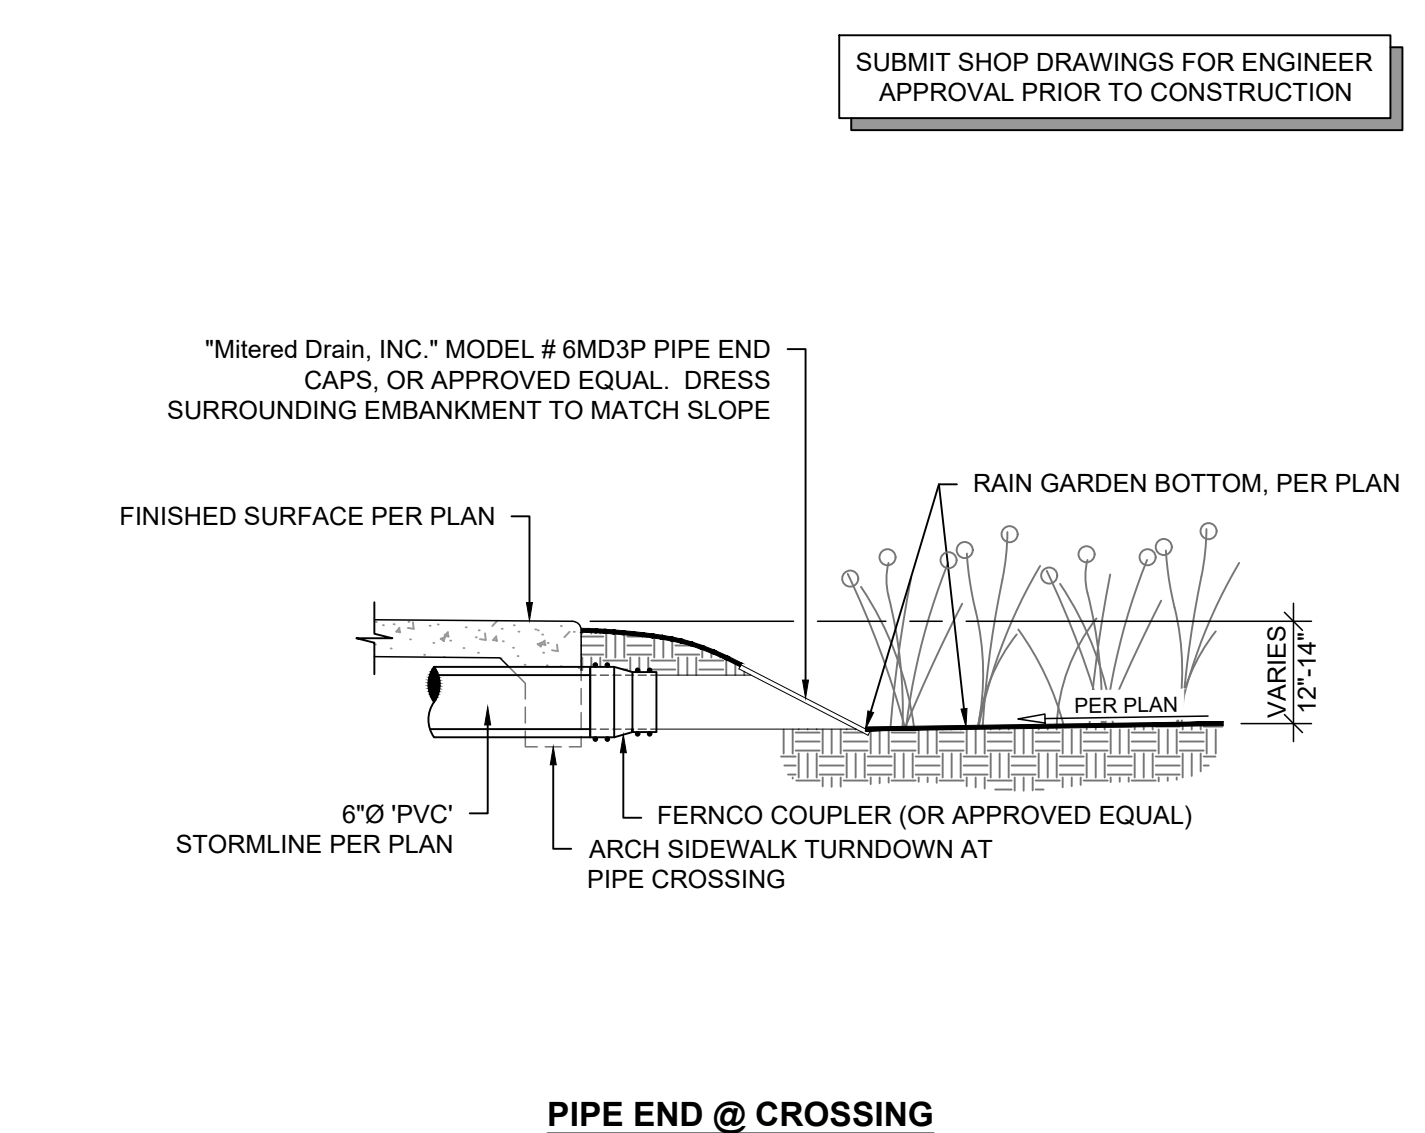 SUBMIT SHOP DRAWINGS FOR ENGINEER
APPROVAL PRIOR TO CONSTRUCTION
"Mitered Drain, INC." MODEL # 6MD3P PIPE END
CAPS, OR APPROVED EQUAL.  DRESS
SURROUNDING EMBANKMENT TO MATCH SLOPE
RAIN GARDEN BOTTOM, PER PLAN
FINISHED SURFACE PER PLAN
VARIES
12"-14"
PER PLAN
6"Ø 'PVC'
STORMLINE PER PLAN
FERNCO COUPLER (OR APPROVED EQUAL)
ARCH SIDEWALK TURNDOWN AT
PIPE CROSSING
PIPE END @ CROSSING